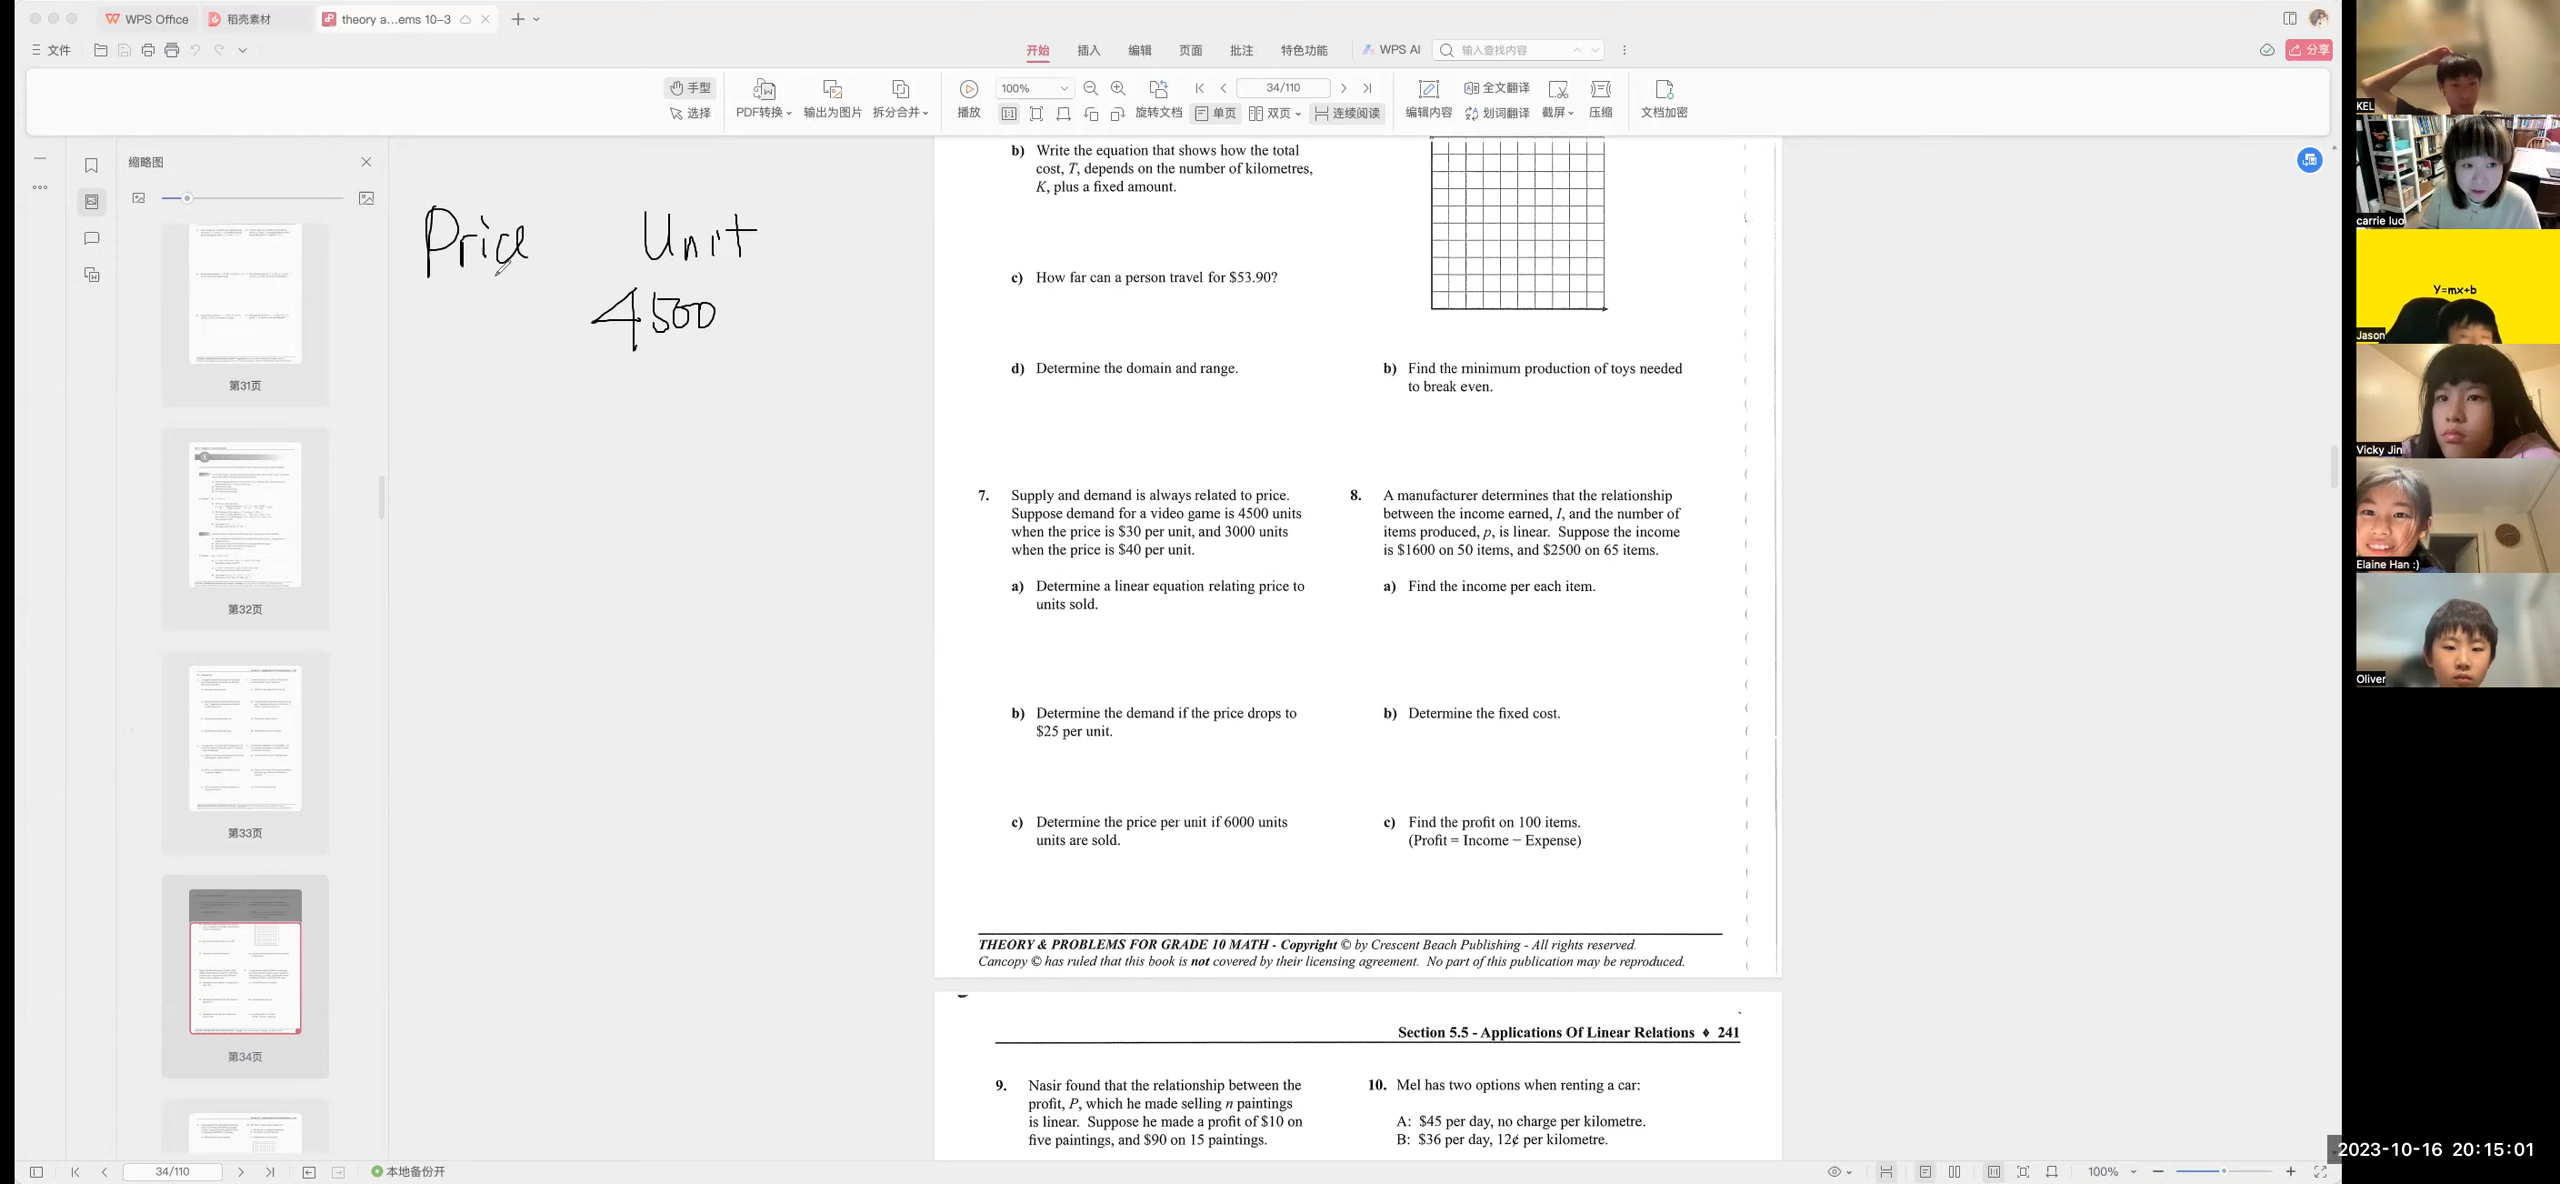 WPS Office
稻壳素材
theory a...ems 10-3
文件
开始
插入
编辑
页面
批注
特色功能
WPS AI
输入查找内容
分享
手型
选择
PDF转换
输出为图片
拆分合并
播放
100%
旋转文档
34/110
单页
双页
连续阅读
编辑内容
全文翻译
划词翻译
截屏
压缩
文档加密
缩略图
第31页
第32页
第33页
第34页
Price Unit
4500
b) Write the equation that shows how the total
cost, T, depends on the number of kilometres,
K, plus a fixed amount.
c) How far can a person travel for $53.90?
d) Determine the domain and range.
b) Find the minimum production of toys needed
to break even.
7. Supply and demand is always related to price.
Suppose demand for a video game is 4500 units
when the price is $30 per unit, and 3000 units
when the price is $40 per unit.
a) Determine a linear equation relating price to
units sold.
b) Determine the demand if the price drops to
$25 per unit.
c) Determine the price per unit if 6000 units
units are sold.
8. A manufacturer determines that the relationship
between the income earned, I, and the number of
items produced, p, is linear. Suppose the income
is $1600 on 50 items, and $2500 on 65 items.
a) Find the income per each item.
b) Determine the fixed cost.
c) Find the profit on 100 items.
(Profit = Income − Expense)
THEORY & PROBLEMS FOR GRADE 10 MATH - Copyright © by Crescent Beach Publishing - All rights reserved.
Cancopy © has ruled that this book is not covered by their licensing agreement. No part of this publication may be reproduced.
Section 5.5 - Applications Of Linear Relations ♦ 241
9. Nasir found that the relationship between the
profit, P, which he made selling n paintings
is linear. Suppose he made a profit of $10 on
five paintings, and $90 on 15 paintings.
10. Mel has two options when renting a car:
A: $45 per day, no charge per kilometre.
B: $36 per day, 12¢ per kilometre.
34/110
本地备份开
100%
KEL
carrie luo
Y=mx+b
Jason
Vicky Jin
Elaine Han :)
Oliver
2023-10-16 20:15:01